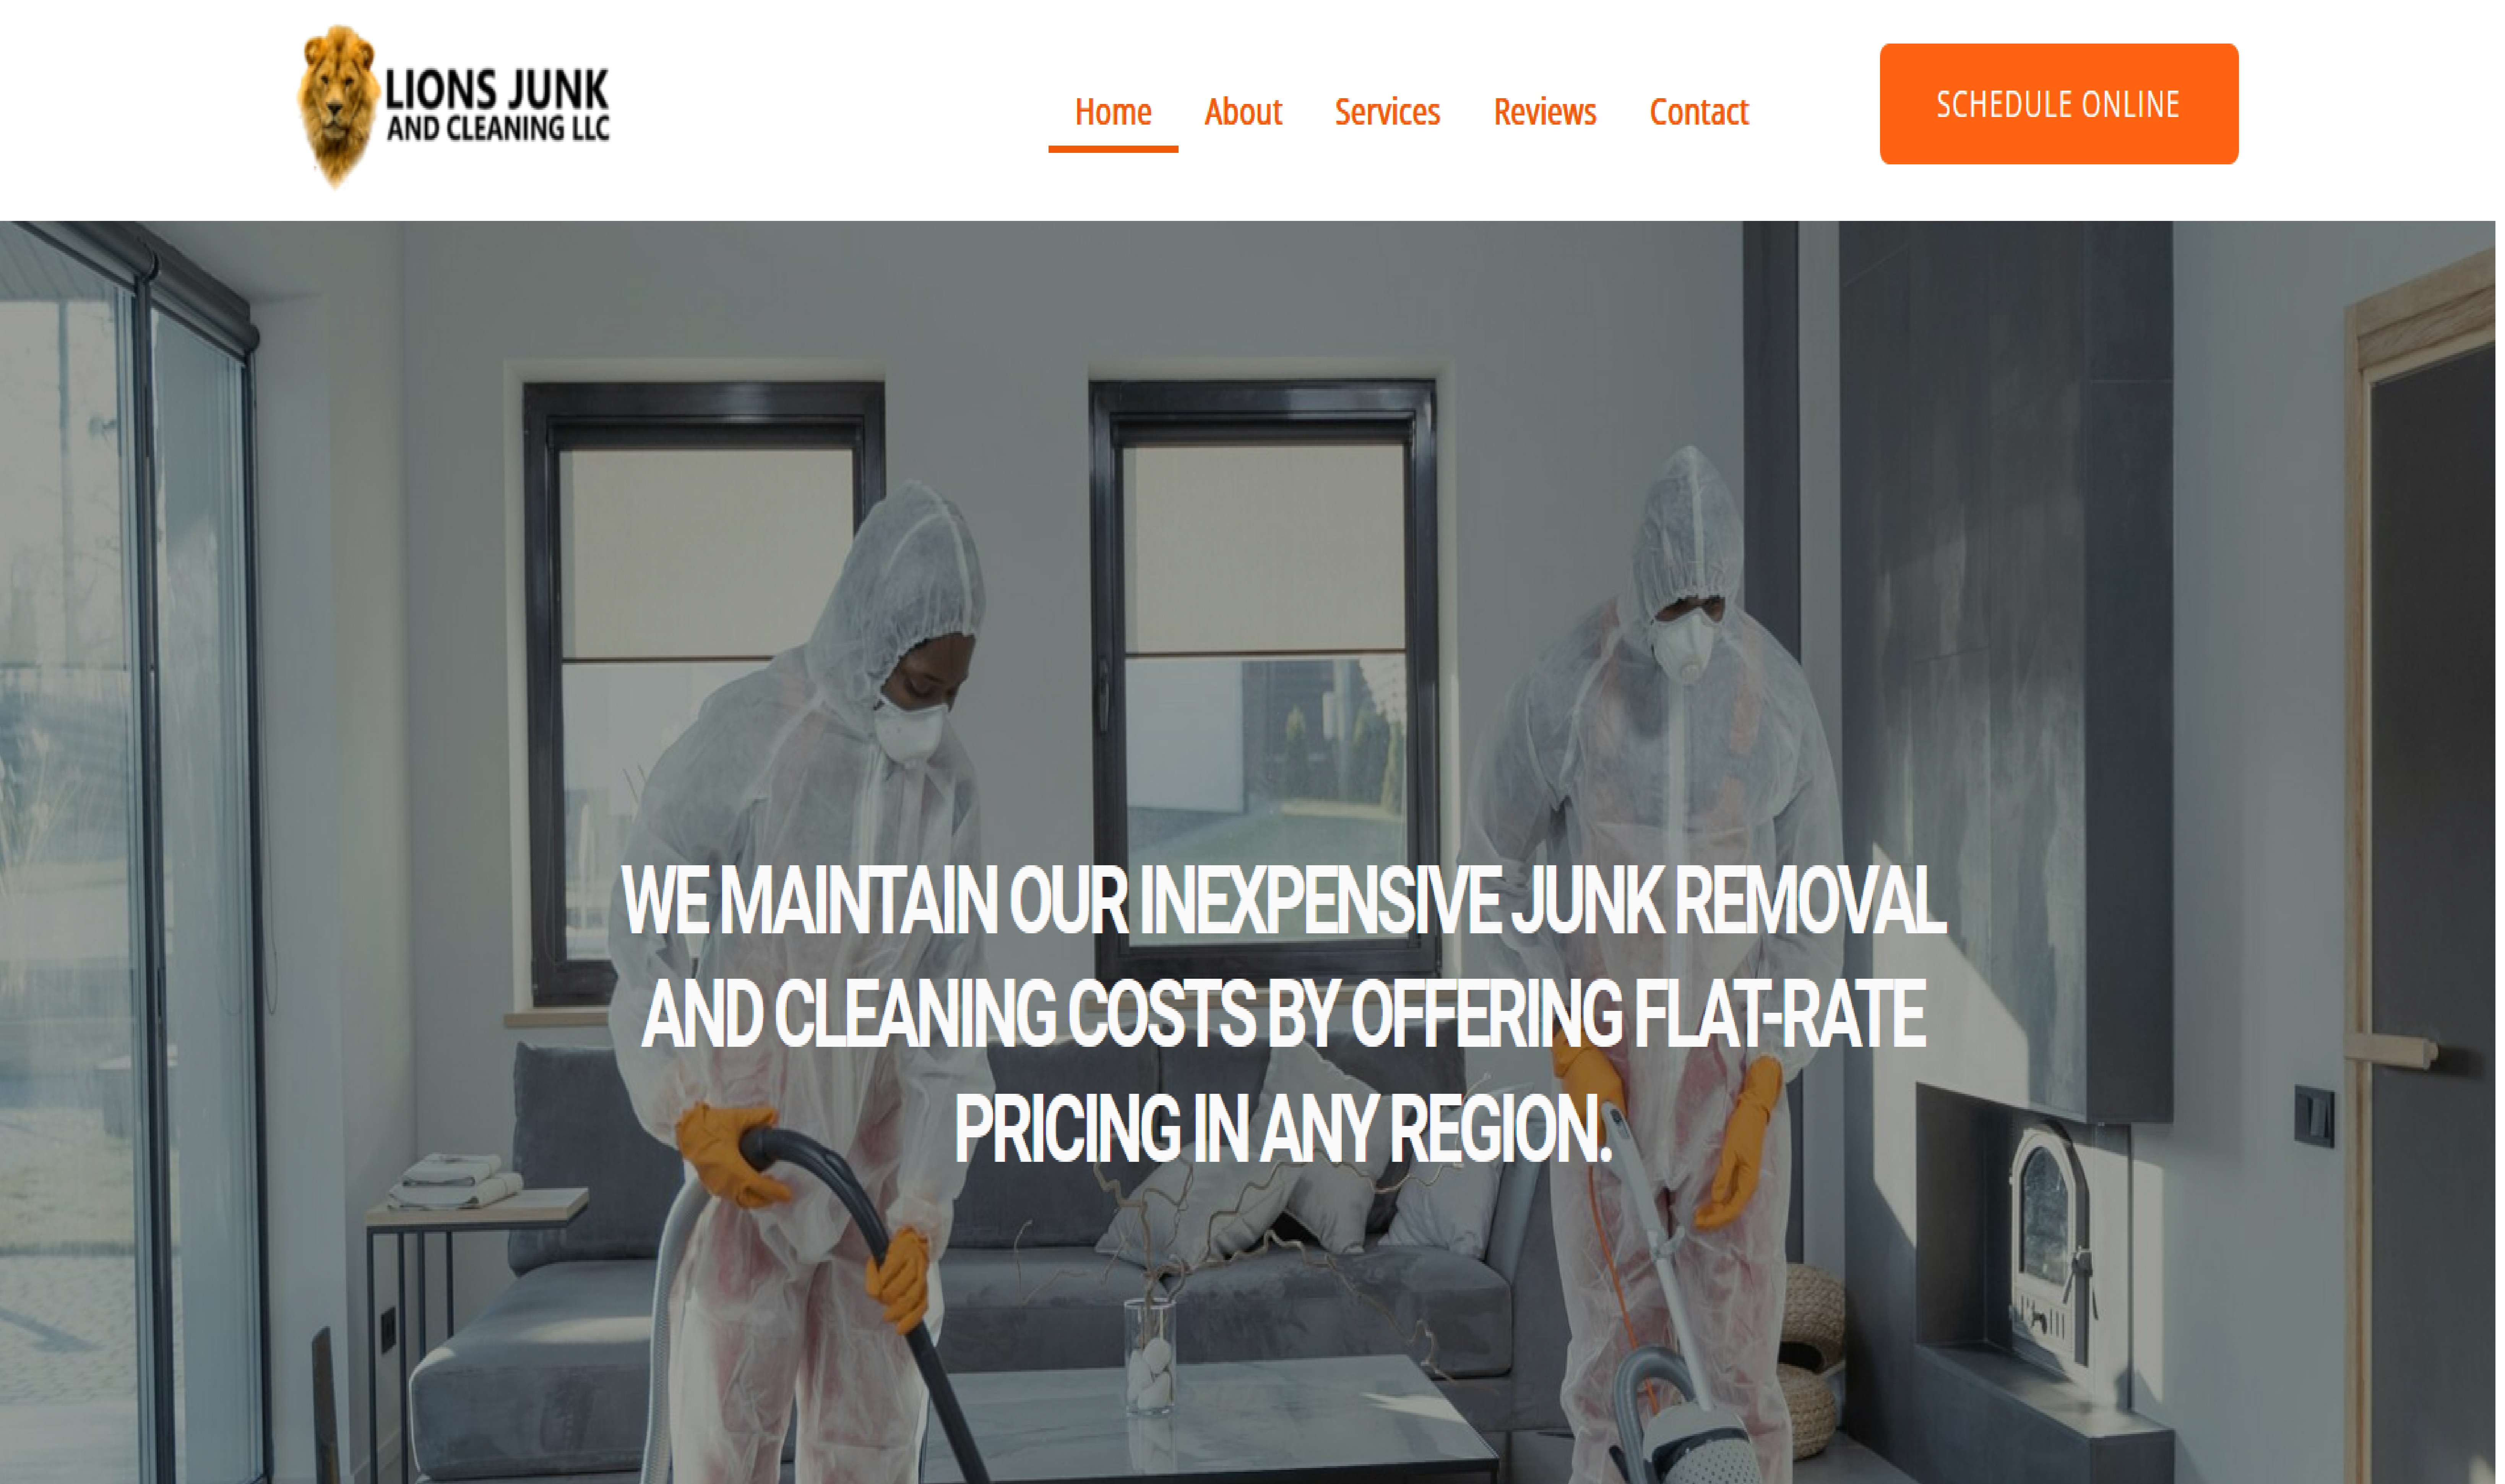 LIONS JUNK
AND CLEANING LLC
Home About Services Reviews Contact
SCHEDULE ONLINE
WE MAINTAIN OUR INEXPENSIVE JUNK REMOVAL
AND CLEANING COSTS BY OFFERING FLAT-RATE
PRICING IN ANY REGION.